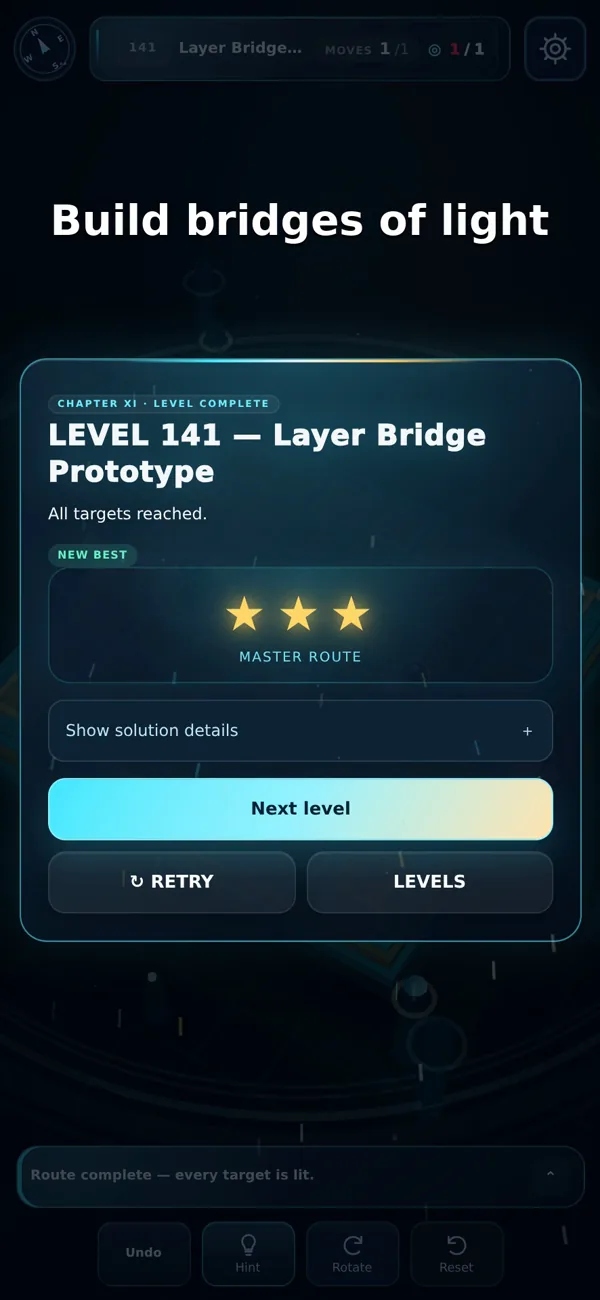 N
E
W
S
141 Layer Bridge... MOVES 1 /1 ◎ 1 / 1
Build bridges of light
CHAPTER XI · LEVEL COMPLETE
LEVEL 141 — Layer Bridge
Prototype
All targets reached.
NEW BEST
★ ★ ★
MASTER ROUTE
Show solution details +
Next level
↻ RETRY
LEVELS
Route complete — every target is lit.
Undo
Hint
Rotate
Reset